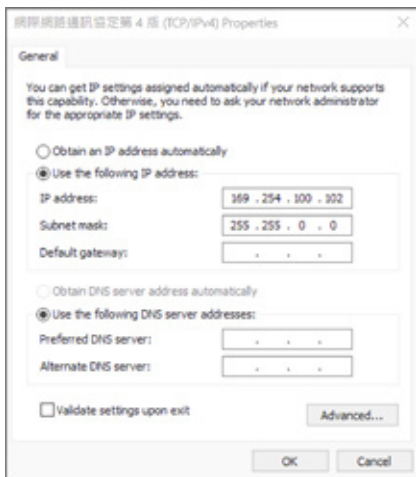 網際網路通訊協定第 4 版 (TCP/IPv4) Properties
General
You can get IP settings assigned automatically if your network supports
this capability. Otherwise, you need to ask your network administrator
for the appropriate IP settings.
Obtain an IP address automatically
Use the following IP address:
IP address: 169 . 254 . 100 . 102
Subnet mask: 255 . 255 . 0 . 0
Default gateway: . . .
Obtain DNS server address automatically
Use the following DNS server addresses:
Preferred DNS server: . . .
Alternate DNS server: . . .
Validate settings upon exit
Advanced...
OK Cancel